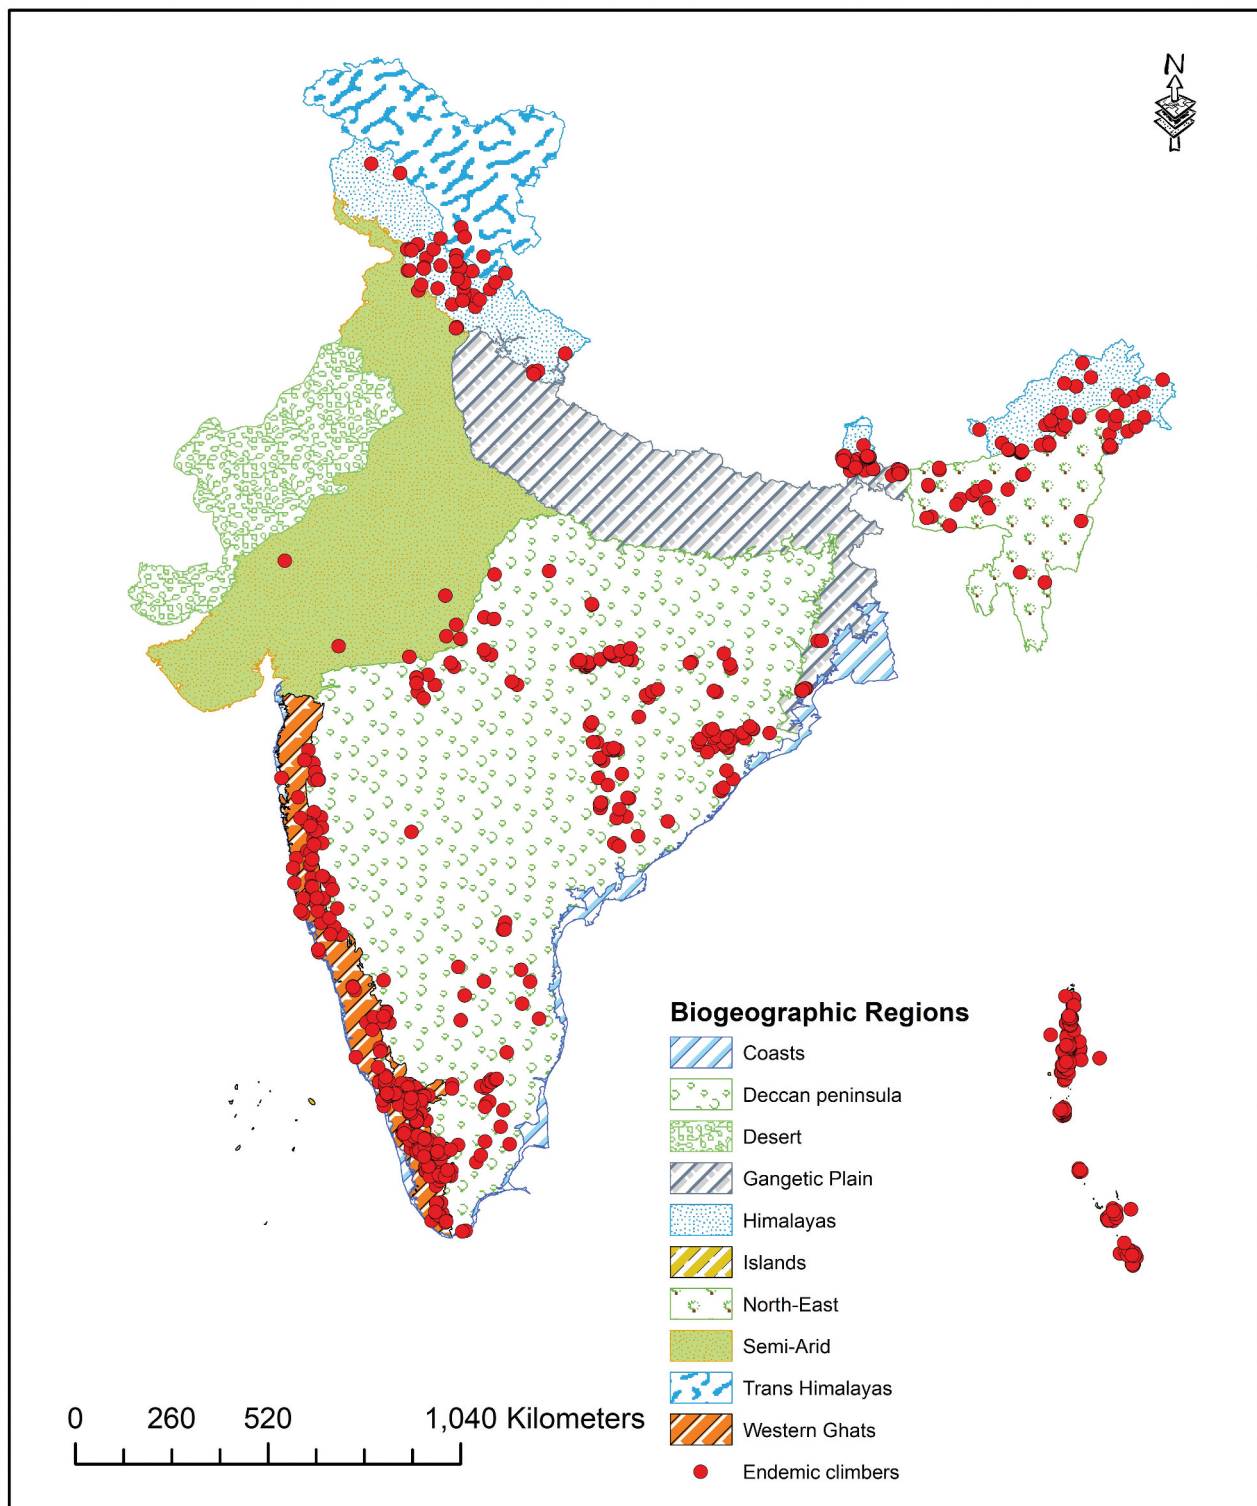 N
Biogeographic Regions
Coasts
Deccan peninsula
Desert
Gangetic Plain
Himalayas
Islands
North-East
Semi-Arid
Trans Himalayas
Western Ghats
Endemic climbers
0 260 520 1,040 Kilometers